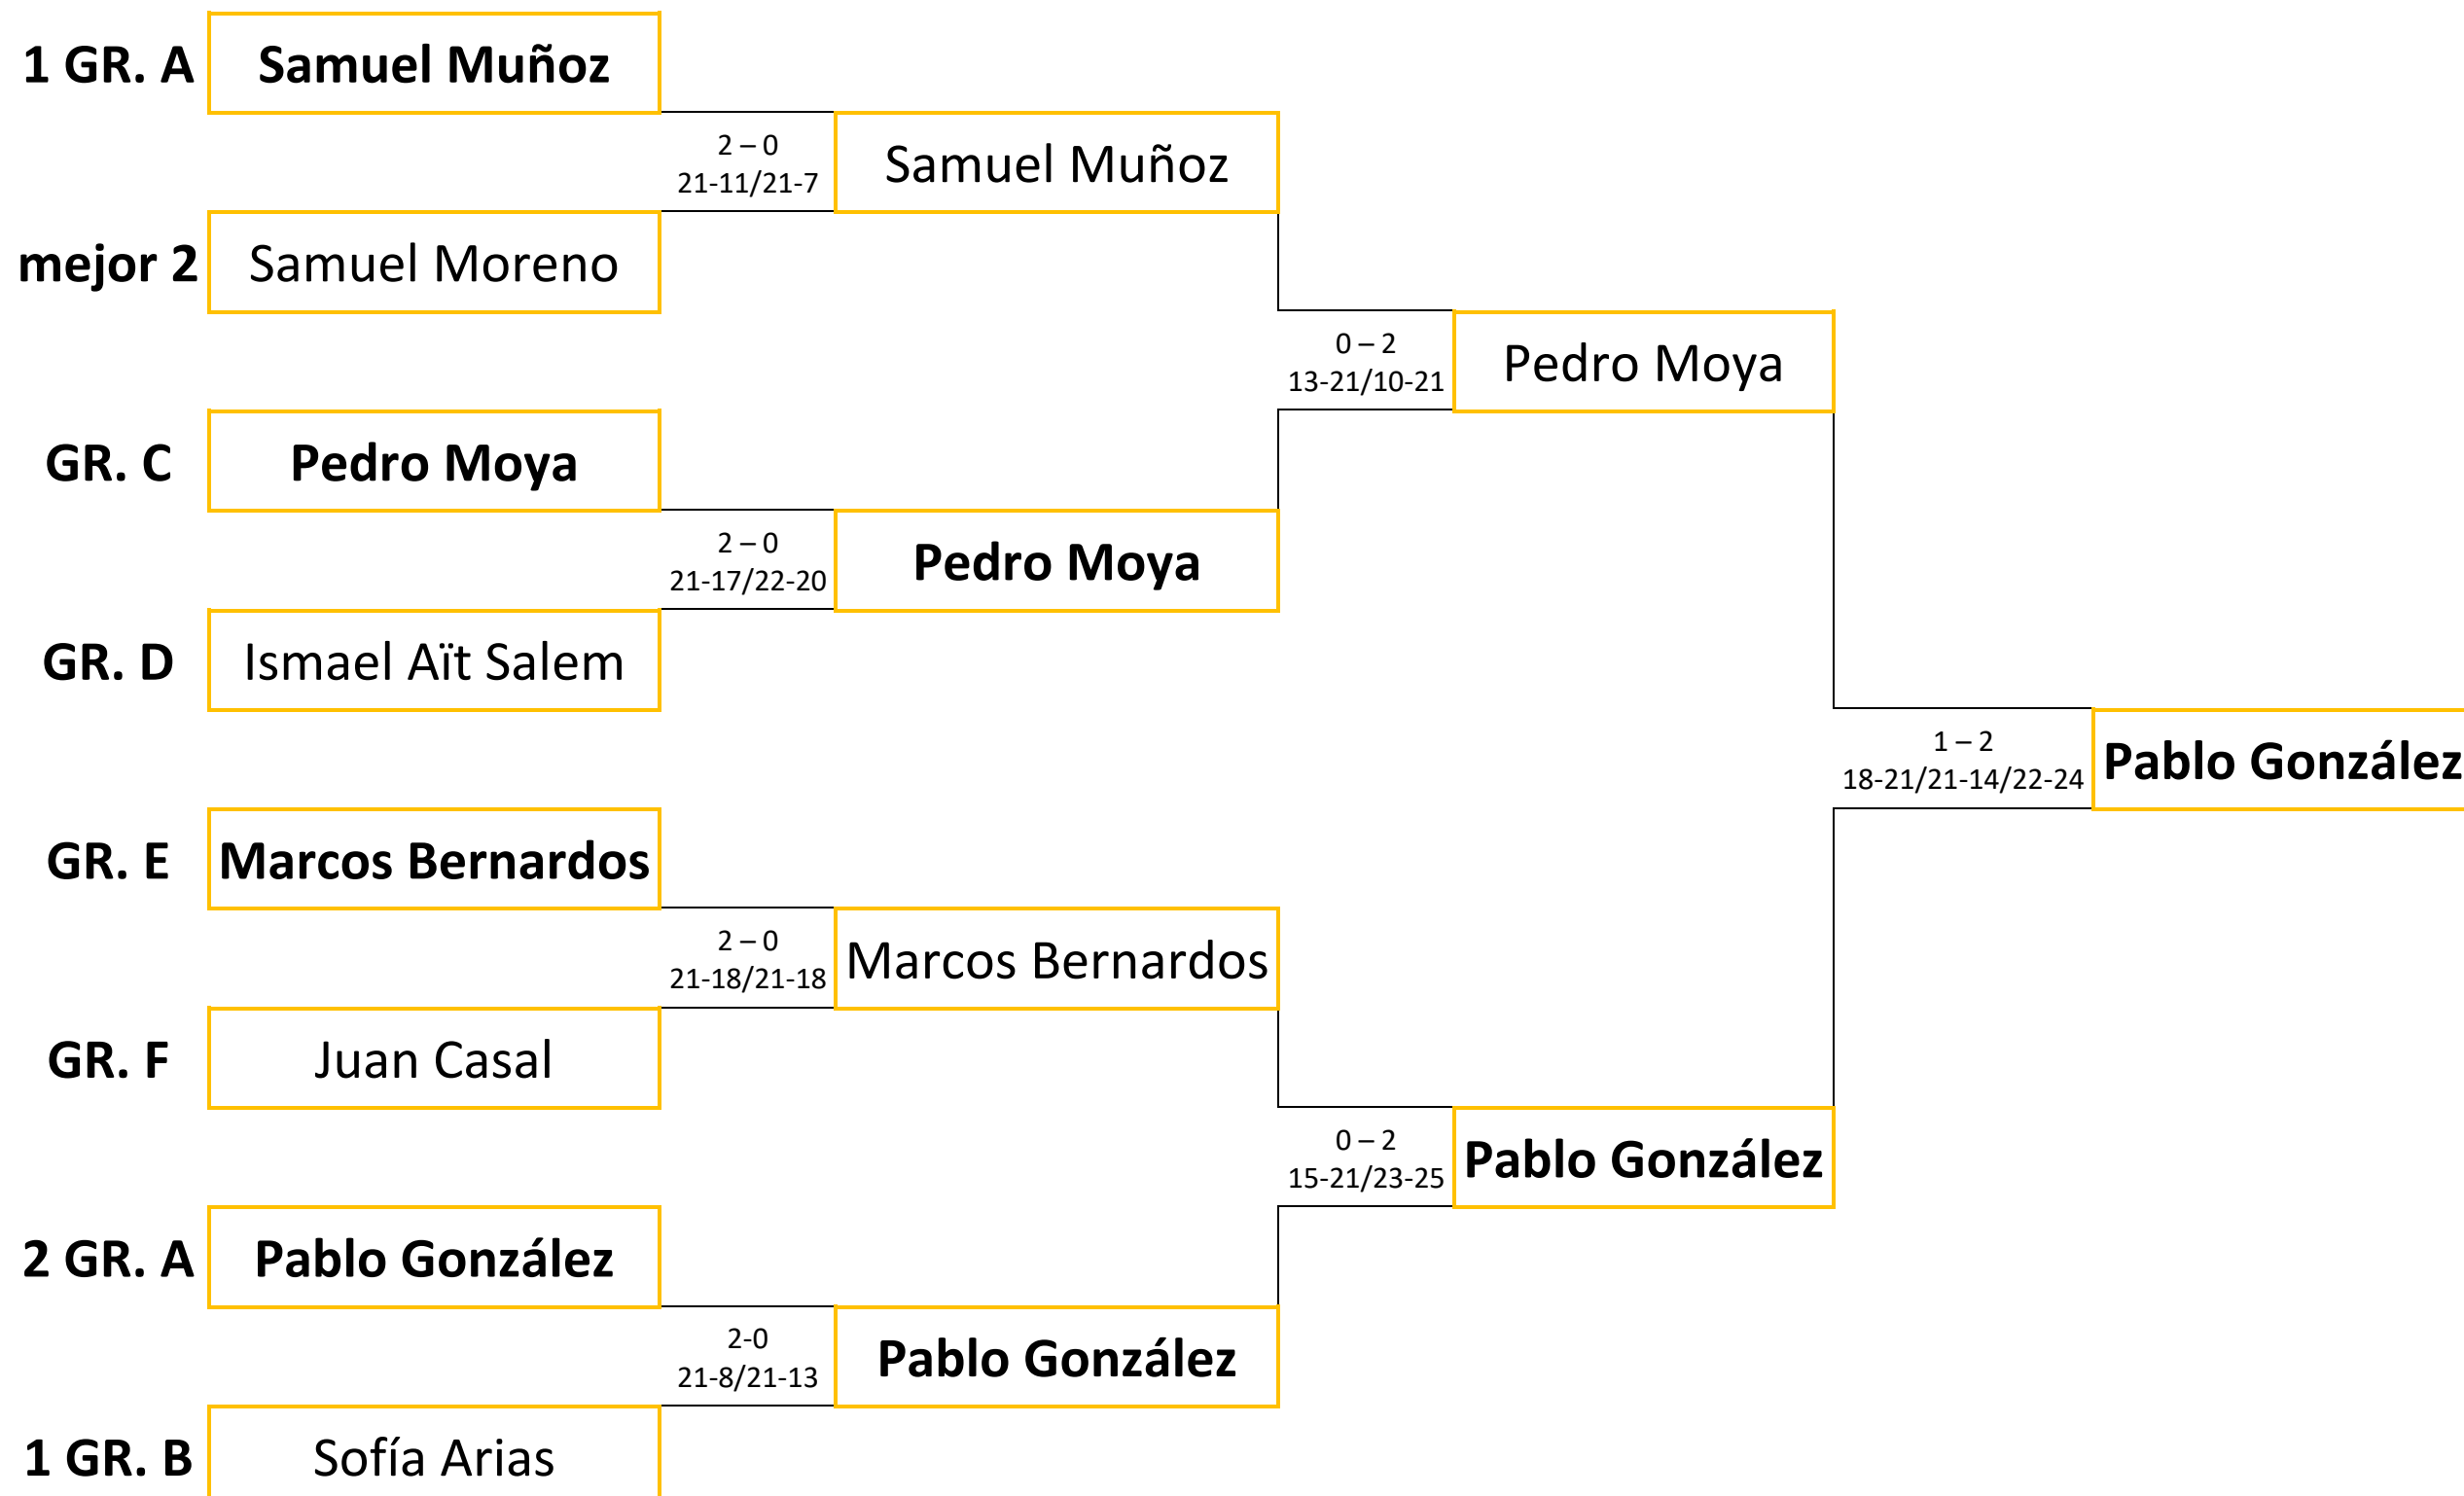 1 GR. A
Samuel Muñoz
2 – 0
21-11/21-7
Samuel Muñoz
mejor 2
Samuel Moreno
0 – 2
13-21/10-21
Pedro Moya
GR. C
Pedro Moya
2 – 0
21-17/22-20
Pedro Moya
GR. D
Ismael Aït Salem
1 – 2
18-21/21-14/22-24
Pablo González
GR. E
Marcos Bernardos
2 – 0
21-18/21-18
Marcos Bernardos
GR. F
Juan Casal
0 – 2
15-21/23-25
Pablo González
2 GR. A
Pablo González
2-0
21-8/21-13
Pablo González
1 GR. B
Sofía Arias